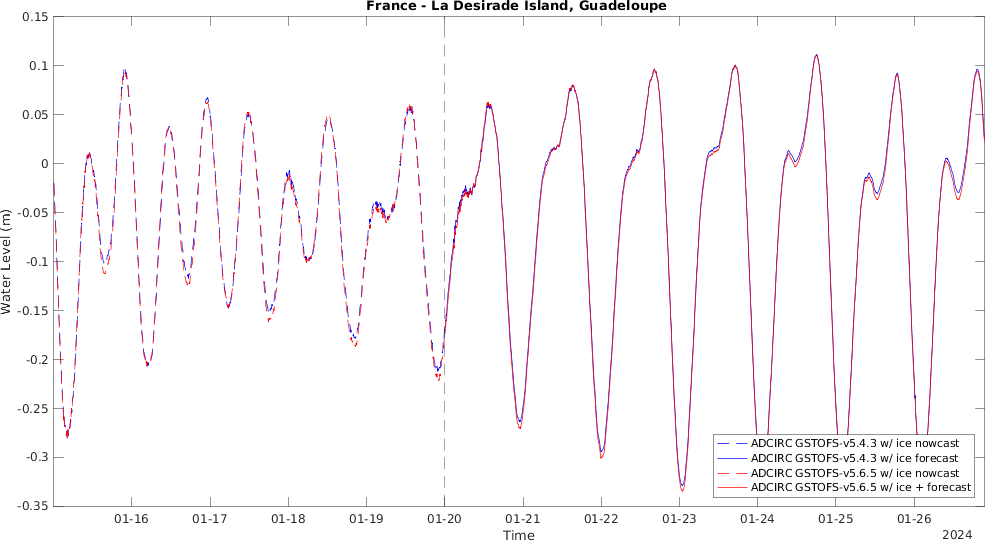 France - La Desirade Island, Guadeloupe
0.15
0.1
0.05
0
-0.05
-0.1
-0.15
-0.2
-0.25
-0.3
-0.35
Water Level (m)
ADCIRC GSTOFS-v5.4.3 w/ ice nowcast
ADCIRC GSTOFS-v5.4.3 w/ ice forecast
ADCIRC GSTOFS-v5.6.5 w/ ice nowcast
ADCIRC GSTOFS-v5.6.5 w/ ice + forecast
01-16 01-17 01-18 01-19 01-20 01-21 01-22 01-23 01-24 01-25 01-26
Time
2024